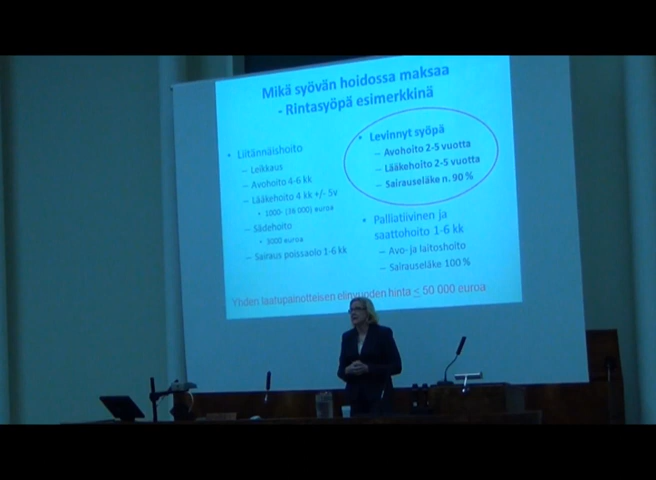 Mikä syövän hoidossa maksaa
- Rintasyöpä esimerkkinä
• Liitännäishoito
– Leikkaus
– Avohoito 4-6 kk
– Lääkehoito 4 kk +/- 5v
• 1000- (38 000) euroa
– Sädehoito
• 3000 euroa
– Sairaus poissaolo 1-6 kk
• Levinnyt syöpä
– Avohoito 2-5 vuotta
– Lääkehoito 2-5 vuotta
– Sairauseläke n. 90 %
• Palliatiivinen ja
saattohoito 1-6 kk
– Avo- ja laitoshoito
– Sairauseläke 100 %
Yhden laatupainotteisen elinvuoden hinta ≤ 50 000 euroa